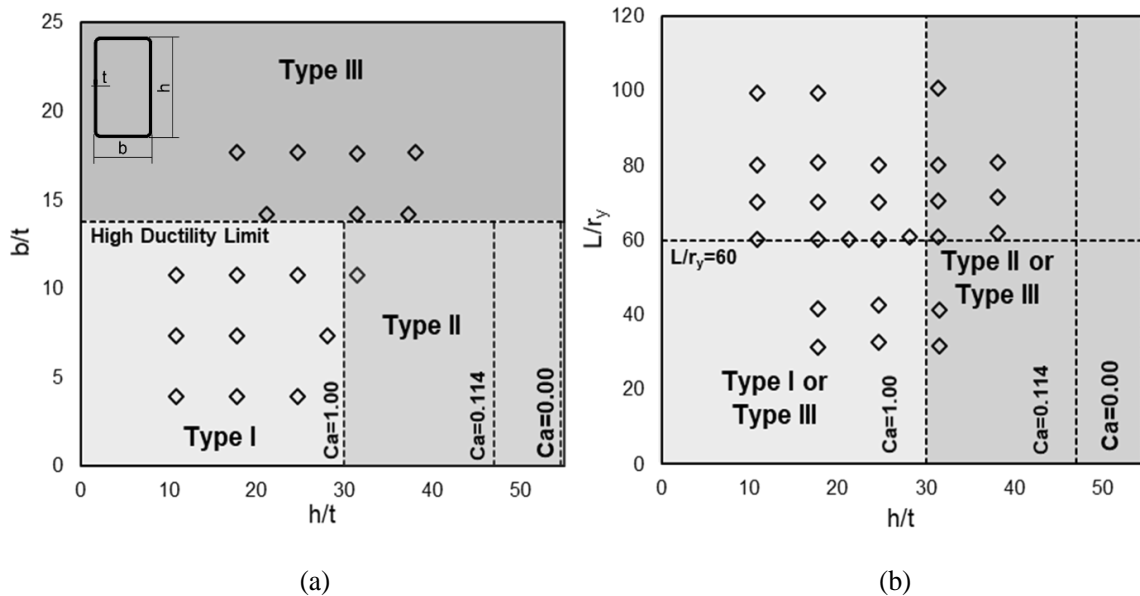 25
20
15
10
5
0
b/t
t
h
b
Type III
High Ductility Limit
Type I
Type II
Ca=1.00
Ca=0.114
Ca=0.00
0 10 20 30 40 50
h/t
(a)
120
100
80
60
40
20
0
L/ry
L/ry=60
Type II or
Type III
Type I or
Type III
Ca=1.00
Ca=0.114
Ca=0.00
0 10 20 30 40 50
h/t
(b)